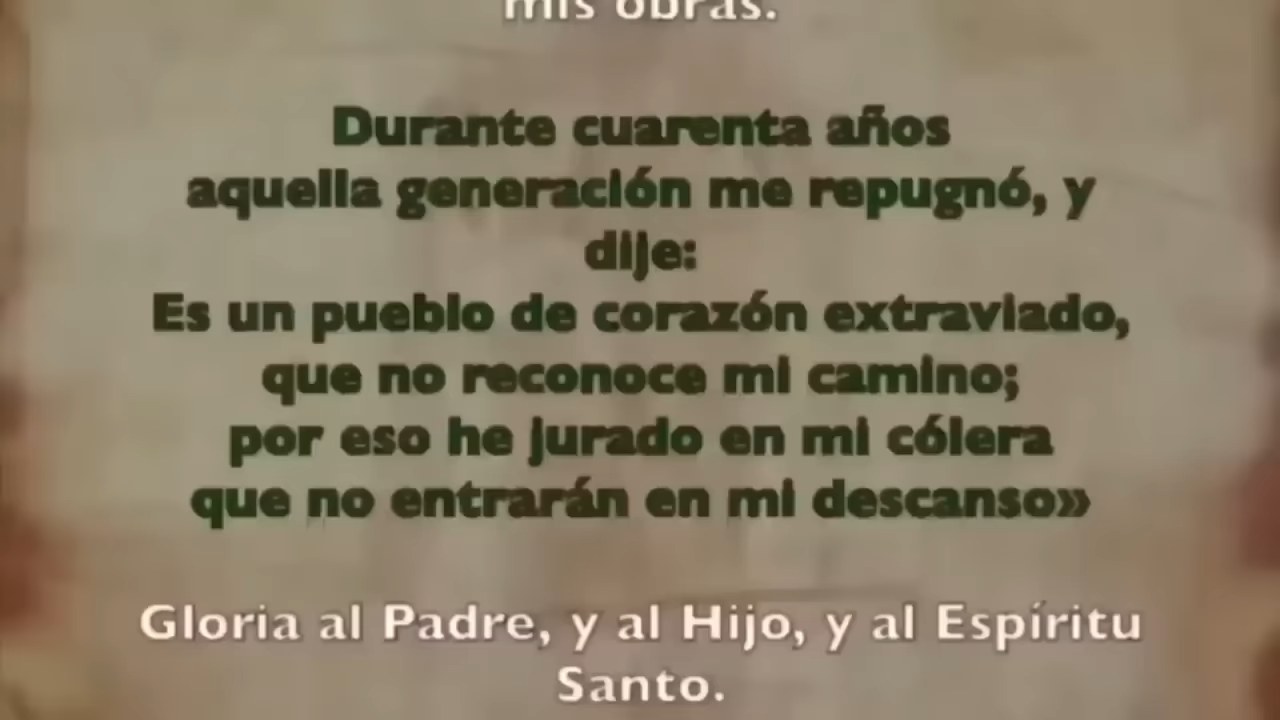 mis obras.
Durante cuarenta años
aquella generación me repugnó, y
dije:
Es un pueblo de corazón extraviado,
que no reconoce mi camino;
por eso he jurado en mi cólera
que no entrarán en mi descanso»
Gloria al Padre, y al Hijo, y al Espíritu
Santo.